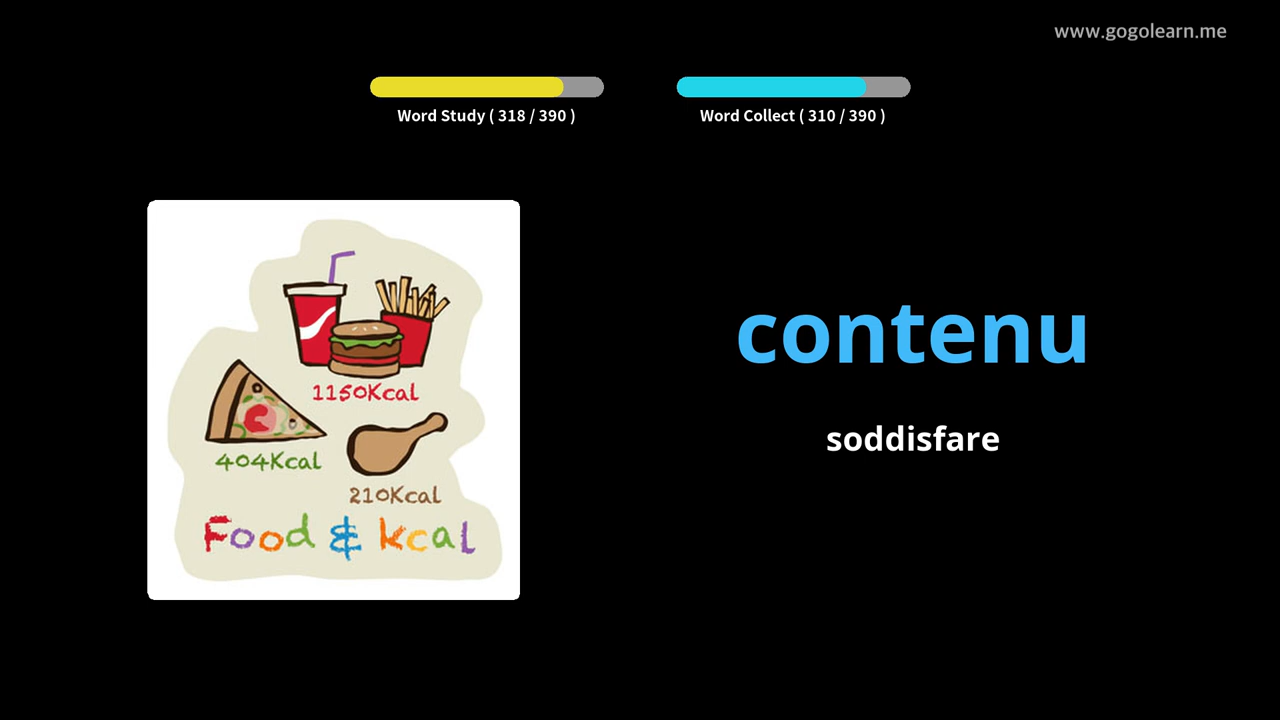 www.gogolearn.me
Word Study ( 318 / 390 )
Word Collect ( 310 / 390 )
1150Kcal
404Kcal
210Kcal
Food & kcal
contenu
soddisfare